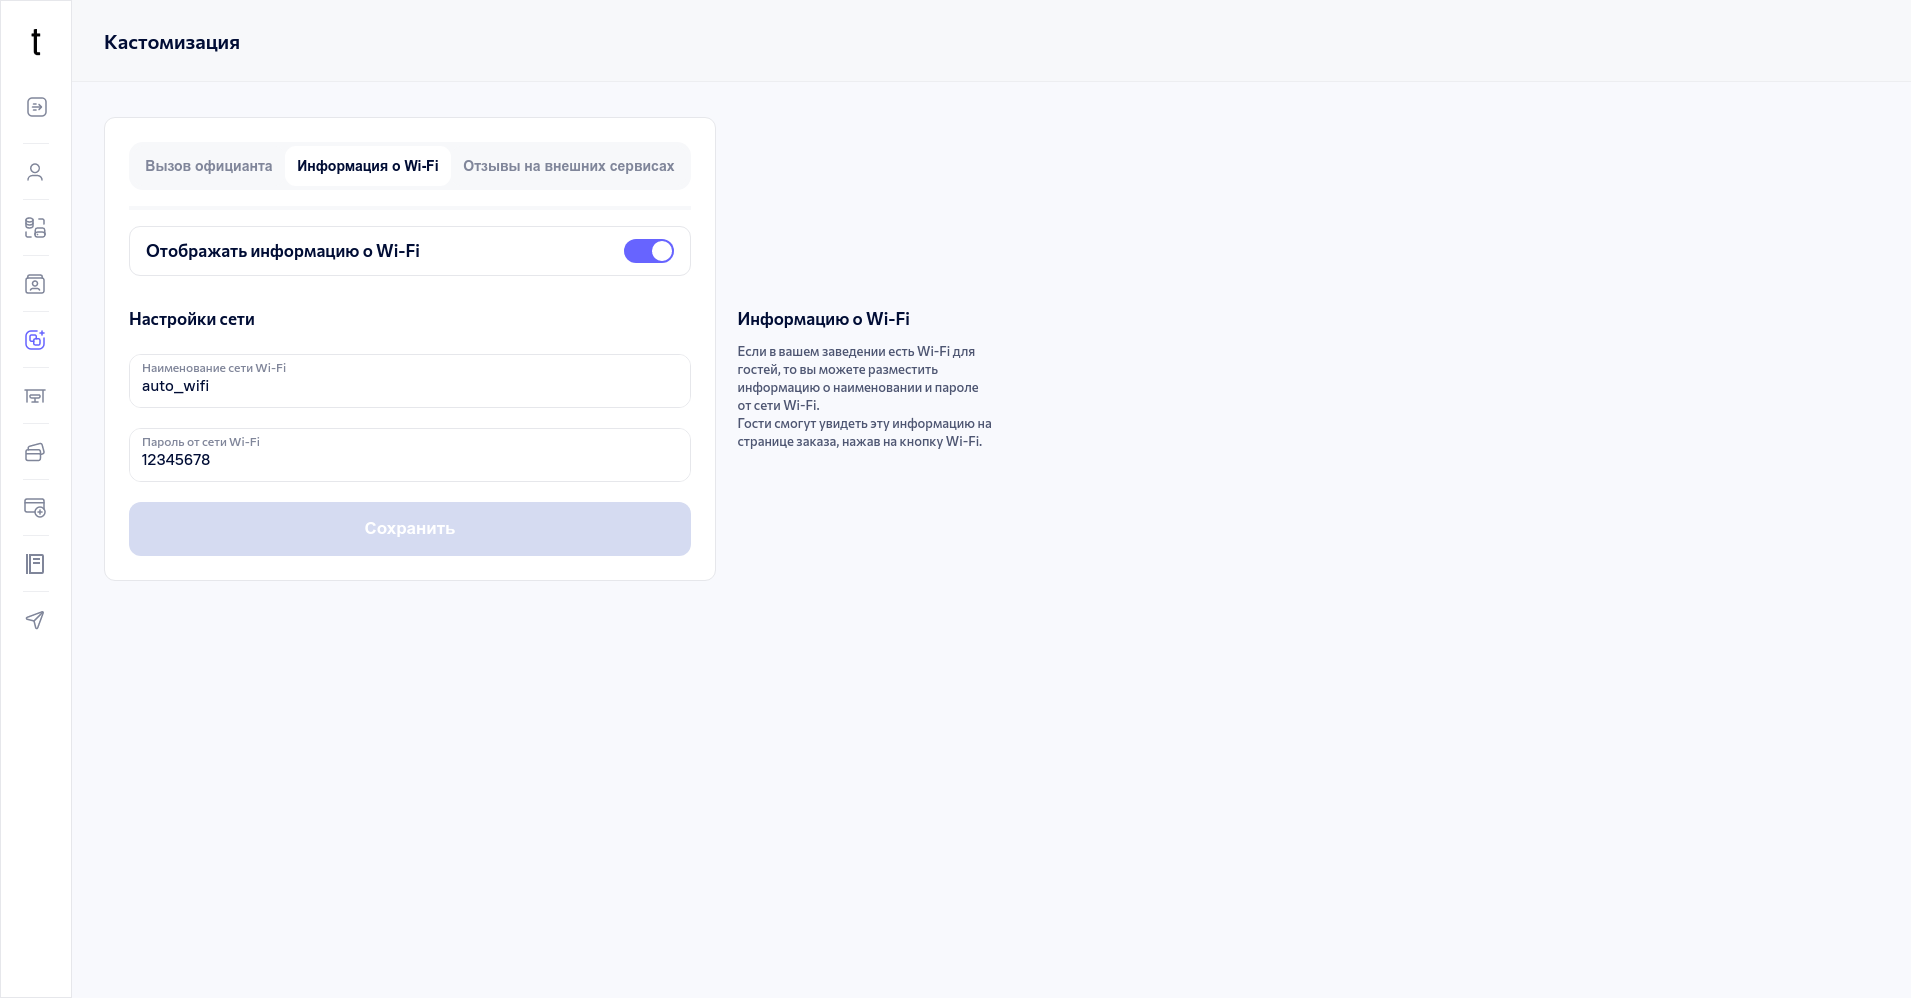 t
Кастомизация
Вызов официанта
Информация о Wi-Fi
Отзывы на внешних сервисах
Отображать информацию о Wi-Fi
Настройки сети
Наименование сети Wi-Fi
auto_wifi
Пароль от сети Wi-Fi
12345678
Сохранить
Информацию о Wi-Fi
Если в вашем заведении есть Wi-Fi для
гостей, то вы можете разместить
информацию о наименовании и пароле
от сети Wi-Fi.
Гости смогут увидеть эту информацию на
странице заказа, нажав на кнопку Wi-Fi.